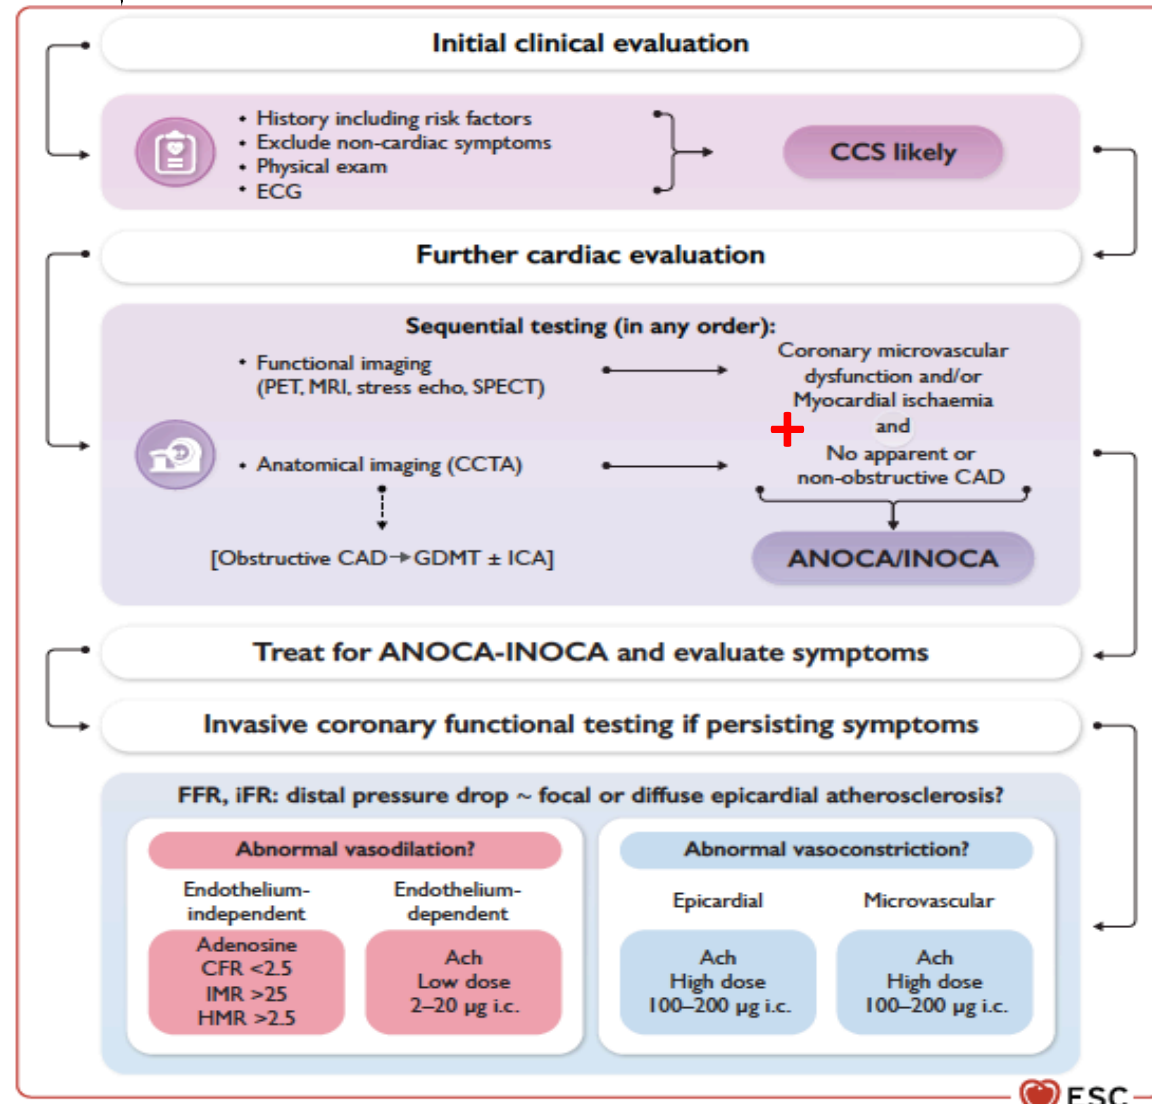 Initial clinical evaluation
• History including risk factors
• Exclude non-cardiac symptoms
• Physical exam
• ECG
CCS likely
Further cardiac evaluation
Sequential testing (in any order):
• Functional imaging
(PET, MRI, stress echo, SPECT)
Coronary microvascular
dysfunction and/or
Myocardial ischaemia
+
and
• Anatomical imaging (CCTA)
No apparent or
non-obstructive CAD
[Obstructive CAD→GDMT ± ICA]
ANOCA/INOCA
Treat for ANOCA-INOCA and evaluate symptoms
Invasive coronary functional testing if persisting symptoms
FFR, iFR: distal pressure drop ~ focal or diffuse epicardial atherosclerosis?
Abnormal vasodilation?
Endothelium-
independent
Adenosine
CFR <2.5
IMR >25
HMR >2.5
Endothelium-
dependent
Ach
Low dose
2–20 μg i.c.
Abnormal vasoconstriction?
Epicardial
Ach
High dose
100–200 μg i.c.
Microvascular
Ach
High dose
100–200 μg i.c.
ESC